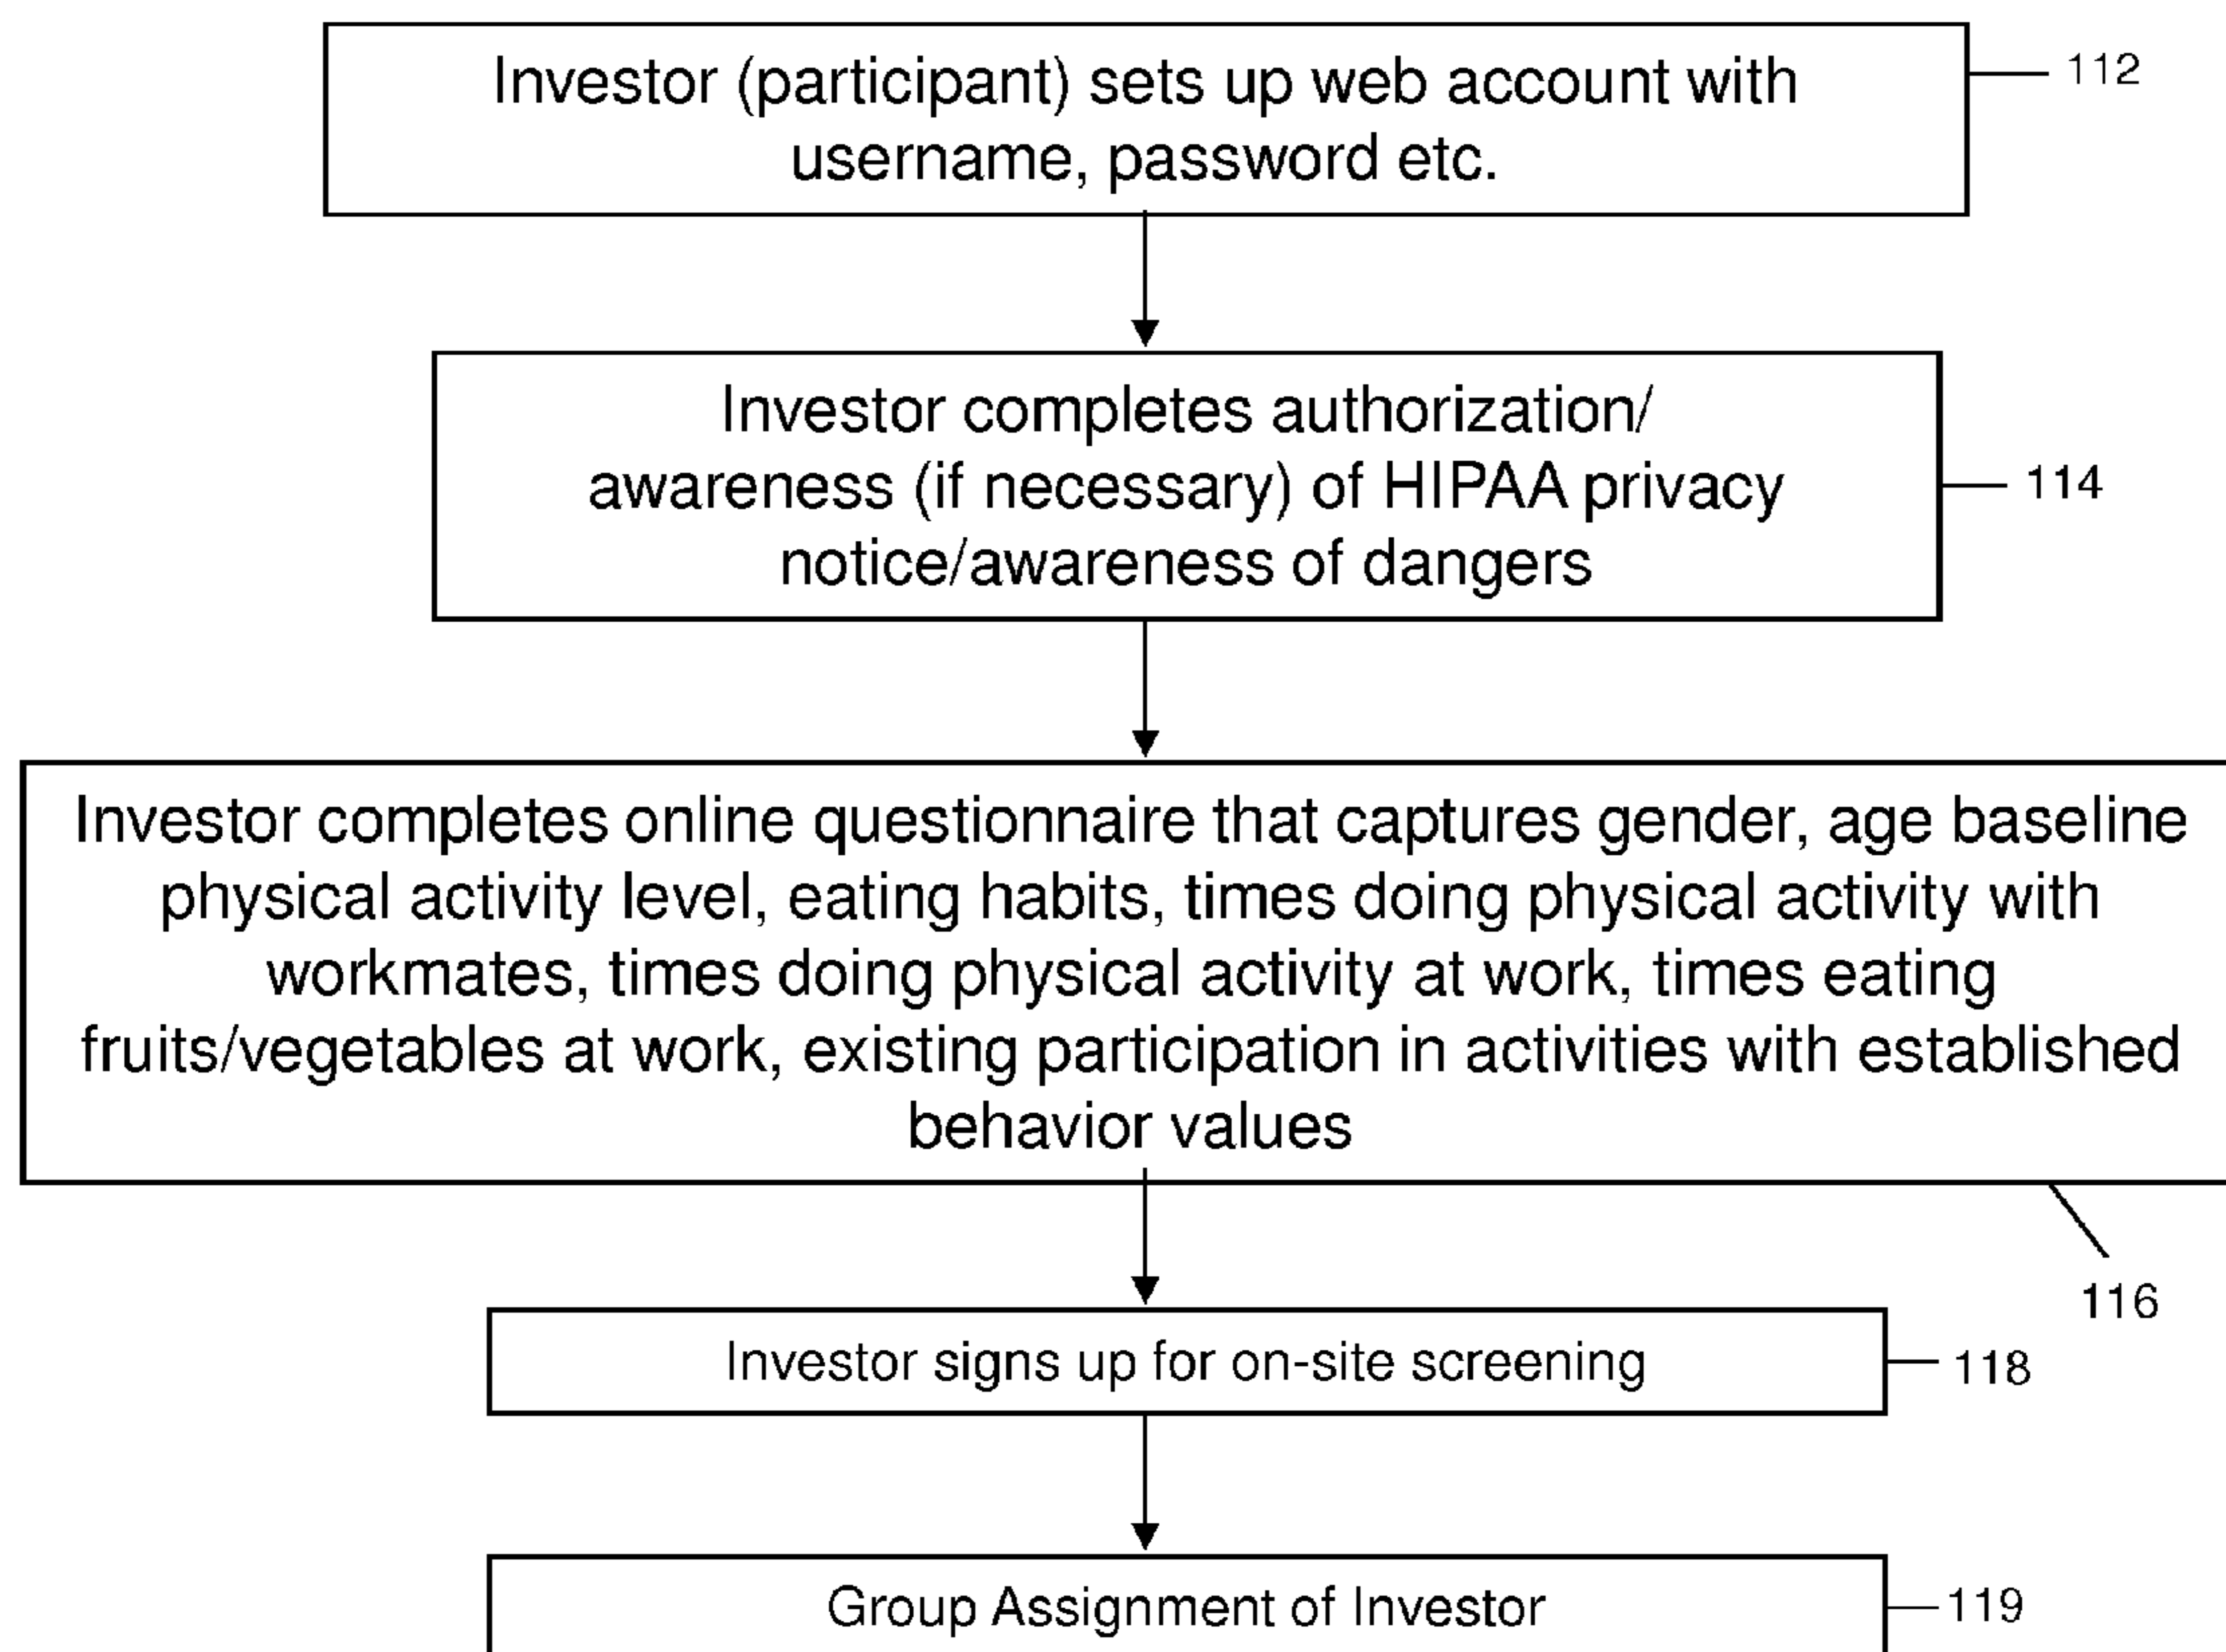 Investor (participant) sets up web account with
username, password etc.
112
Investor completes authorization/
awareness (if necessary) of HIPAA privacy
notice/awareness of dangers
114
Investor completes online questionnaire that captures gender, age baseline
physical activity level, eating habits, times doing physical activity with
workmates, times doing physical activity at work, times eating
fruits/vegetables at work, existing participation in activities with established
behavior values
116
Investor signs up for on-site screening
118
Group Assignment of Investor
119